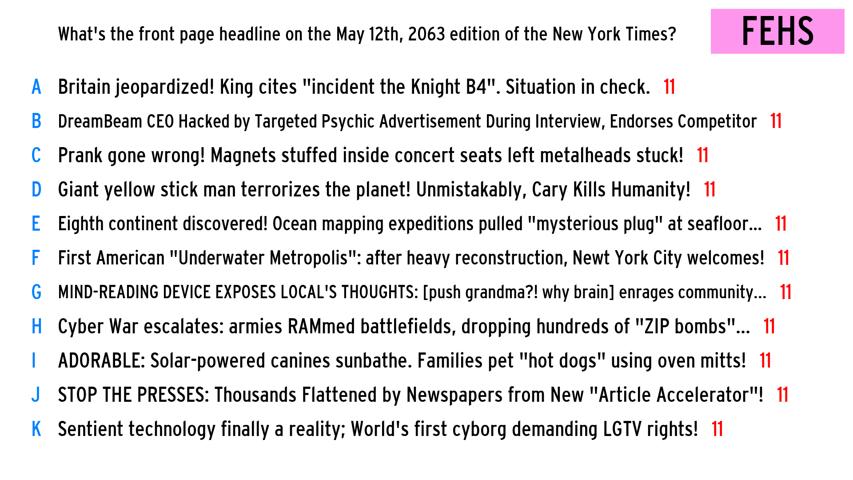 What's the front page headline on the May 12th, 2063 edition of the New York Times?
FEHS
A Britain jeopardized! King cites "incident the Knight B4". Situation in check. 11
B DreamBeam CEO Hacked by Targeted Psychic Advertisement During Interview, Endorses Competitor 11
C Prank gone wrong! Magnets stuffed inside concert seats left metalheads stuck! 11
D Giant yellow stick man terrorizes the planet! Unmistakably, Cary Kills Humanity! 11
E Eighth continent discovered! Ocean mapping expeditions pulled "mysterious plug" at seafloor... 11
F First American "Underwater Metropolis": after heavy reconstruction, Newt York City welcomes! 11
G MIND-READING DEVICE EXPOSES LOCAL'S THOUGHTS: [push grandma?! why brain] enrages community... 11
H Cyber War escalates: armies RAMmed battlefields, dropping hundreds of "ZIP bombs"... 11
I ADORABLE: Solar-powered canines sunbathe. Families pet "hot dogs" using oven mitts! 11
J STOP THE PRESSES: Thousands Flattened by Newspapers from New "Article Accelerator"! 11
K Sentient technology finally a reality; World's first cyborg demanding LGTV rights! 11